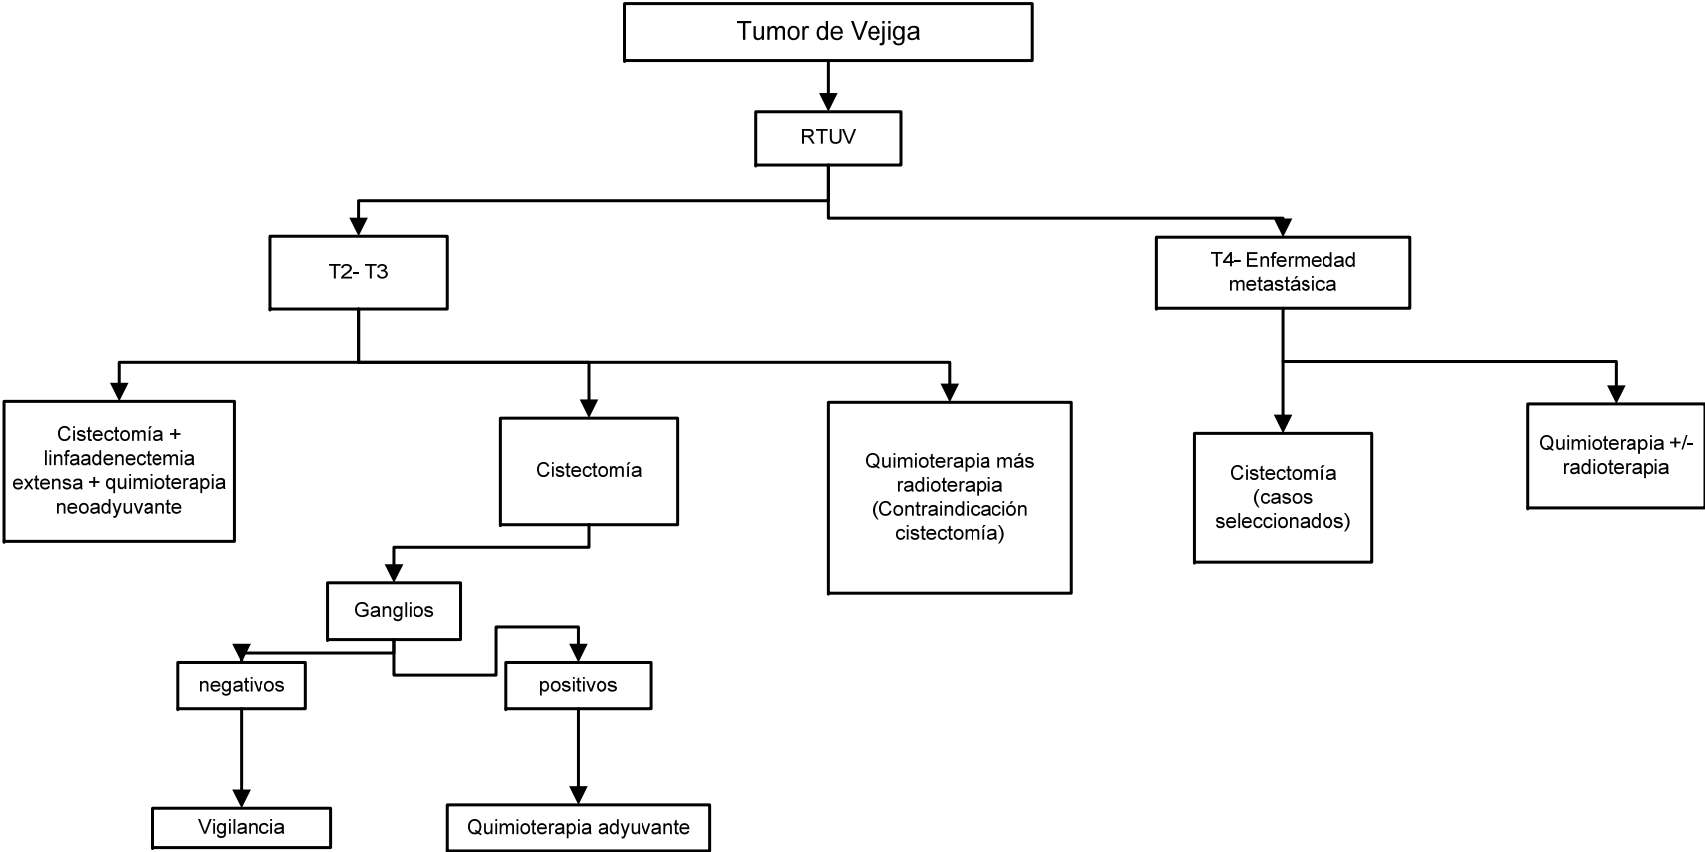 Tumor de Vejiga
RTUV
T2- T3
T4- Enfermedad
metastásica
Cistectomía +
linfaadenectemia
extensa + quimioterapia
neoadyuvante
Cistectomía
Quimioterapia más
radioterapia
(Contraindicación
cistectomía)
Cistectomía
(casos
seleccionados)
Quimioterapia +/-
radioterapia
Ganglios
negativos
positivos
Vigilancia
Quimioterapia adyuvante